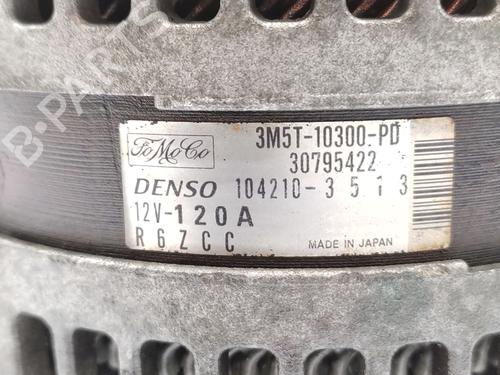 B-PARTS
FoMoCo
3M5T-10300-PD
30795422
DENSO 104210-3513
12V-120A
R6ZCC
MADE IN JAPAN